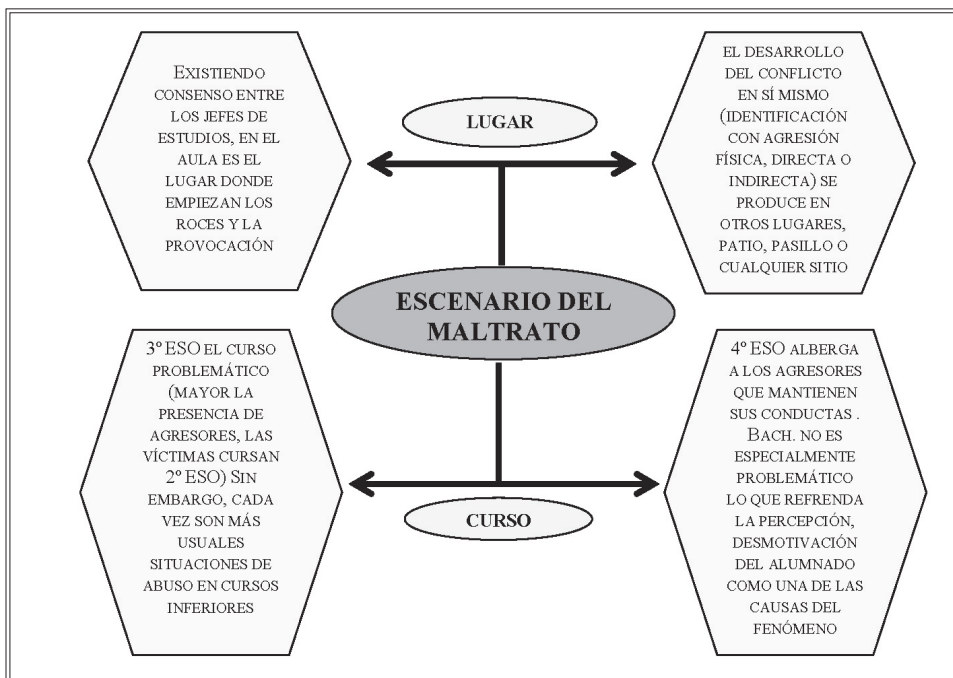 EXISTIENDO
CONSENSO ENTRE
LOS JEFES DE
ESTUDIOS, EN EL
AULA ES EL
LUGAR DONDE
EMPIEZAN LOS
ROCES Y LA
PROVOCACIÓN
LUGAR
EL DESARROLLO
DEL CONFLICTO
EN SÍ MISMO
(IDENTIFICACIÓN
CON AGRESIÓN
FÍSICA, DIRECTA O
INDIRECTA) SE
PRODUCE EN
OTROS LUGARES,
PATIO, PASILLO O
CUALQUIER SITIO
ESCENARIO DEL
MALTRATO
3º ESO EL CURSO
PROBLEMÁTICO
(MAYOR LA
PRESENCIA DE
AGRESORES, LAS
VÍCTIMAS CURSAN
2º ESO) SIN
EMBARGO, CADA
VEZ SON MÁS
USUALES
SITUACIONES DE
ABUSO EN CURSOS
INFERIORES
CURSO
4º ESO ALBERGA
A LOS AGRESORES
QUE MANTIENEN
SUS CONDUCTAS .
BACH. NO ES
ESPECIALMENTE
PROBLEMÁTICO
LO QUE REFRENDA
LA PERCEPCIÓN,
DESMOTIVACIÓN
DEL ALUMNADO
COMO UNA DE LAS
CAUSAS DEL
FENÓMENO